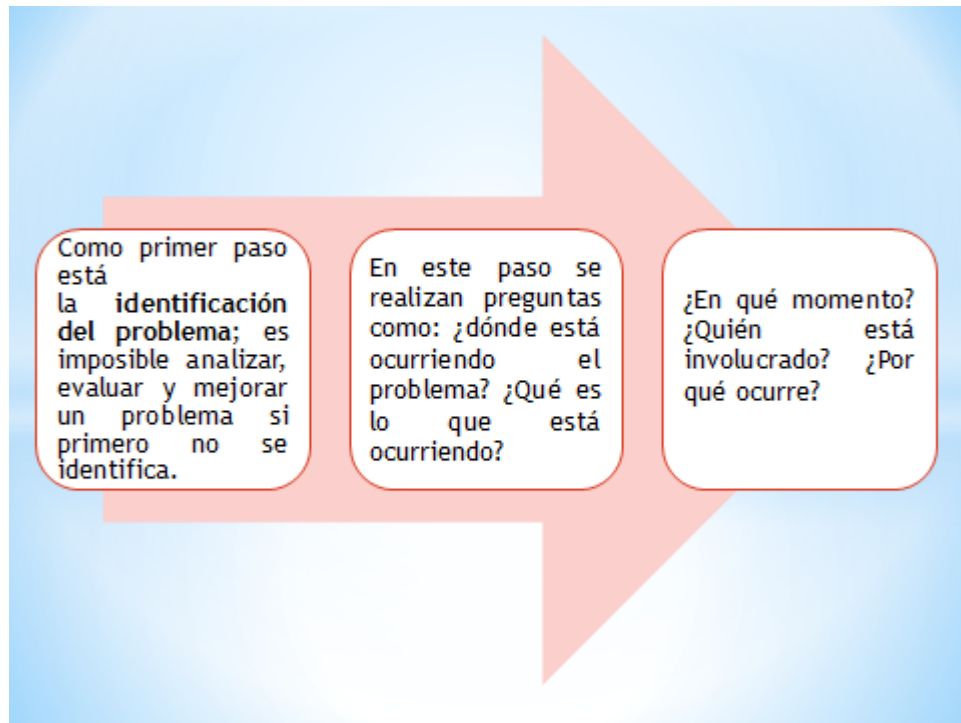 Como primer paso
está
la identificación
del problema; es
imposible analizar,
evaluar y mejorar
un problema si
primero no se
identifica.
En este paso se
realizan preguntas
como: ¿dónde está
ocurriendo el
problema? ¿Qué es
lo que está
ocurriendo?
¿En qué momento?
¿Quién está
involucrado? ¿Por
qué ocurre?